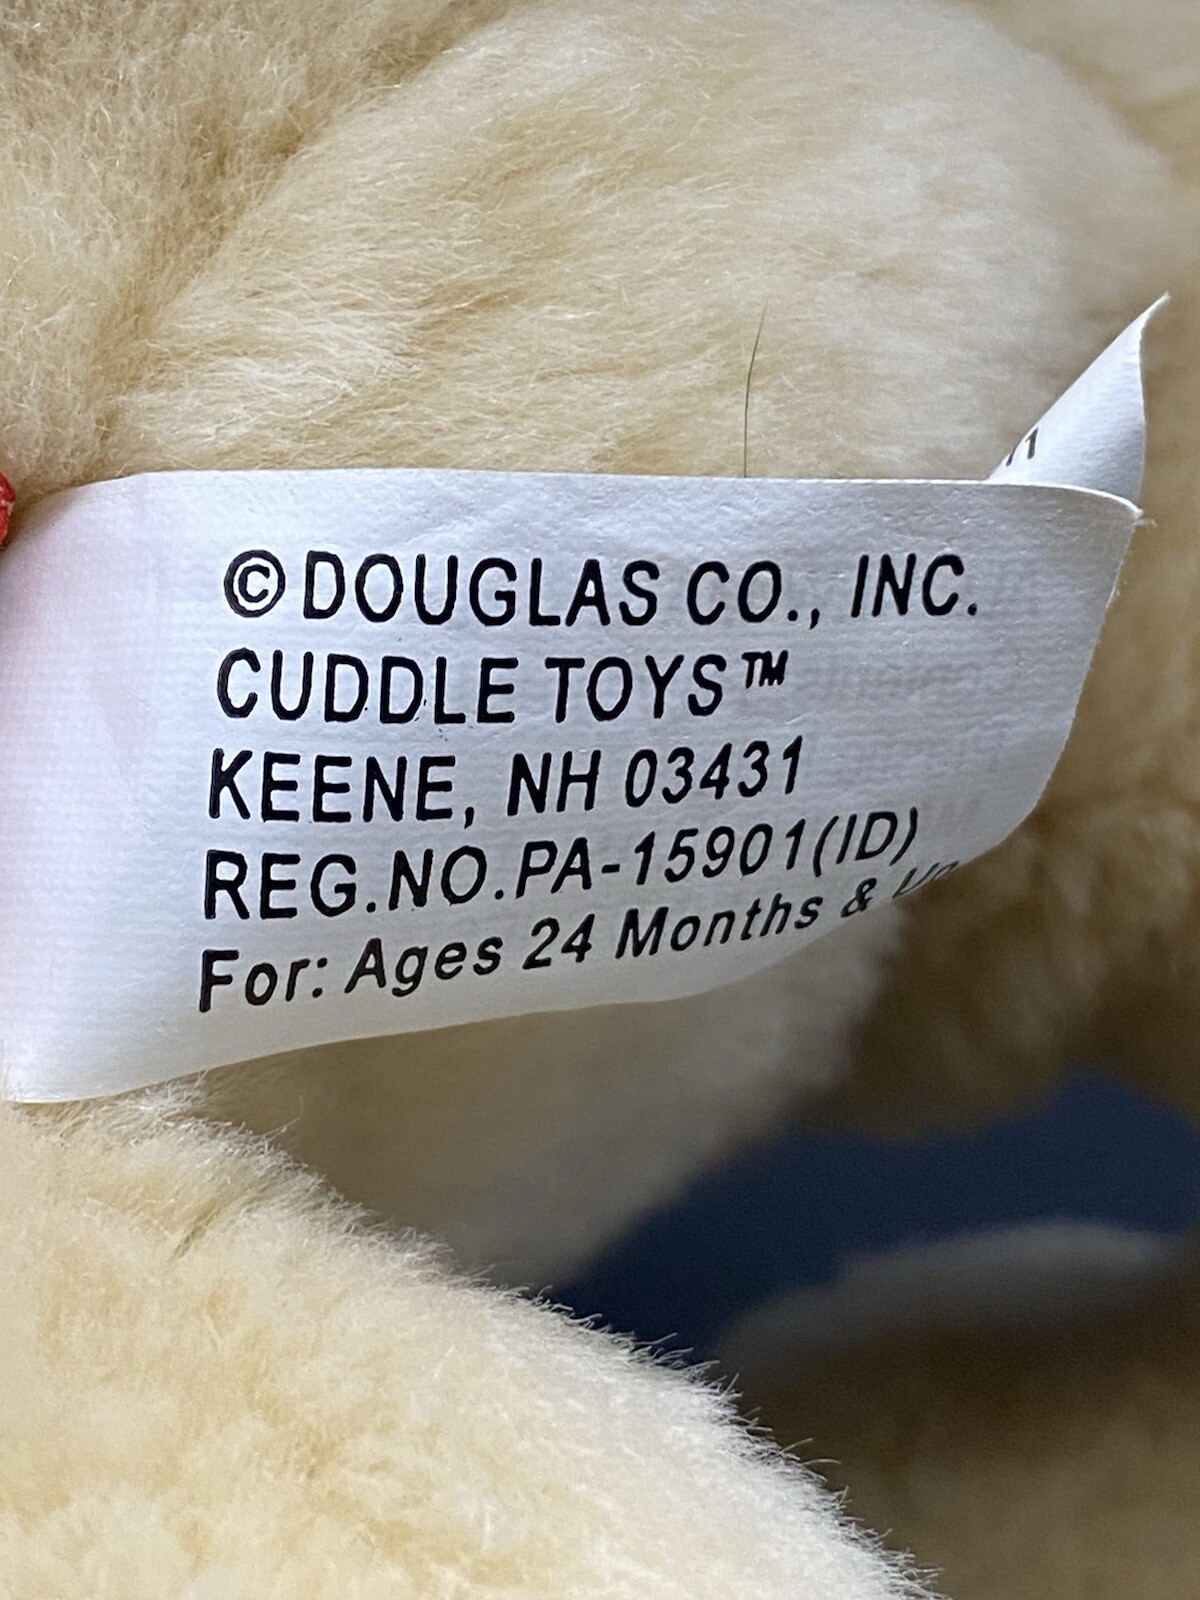 ©DOUGLAS CO., INC.
CUDDLE TOYS™
KEENE, NH 03431
REG.NO.PA-15901(ID)
For: Ages 24 Months &